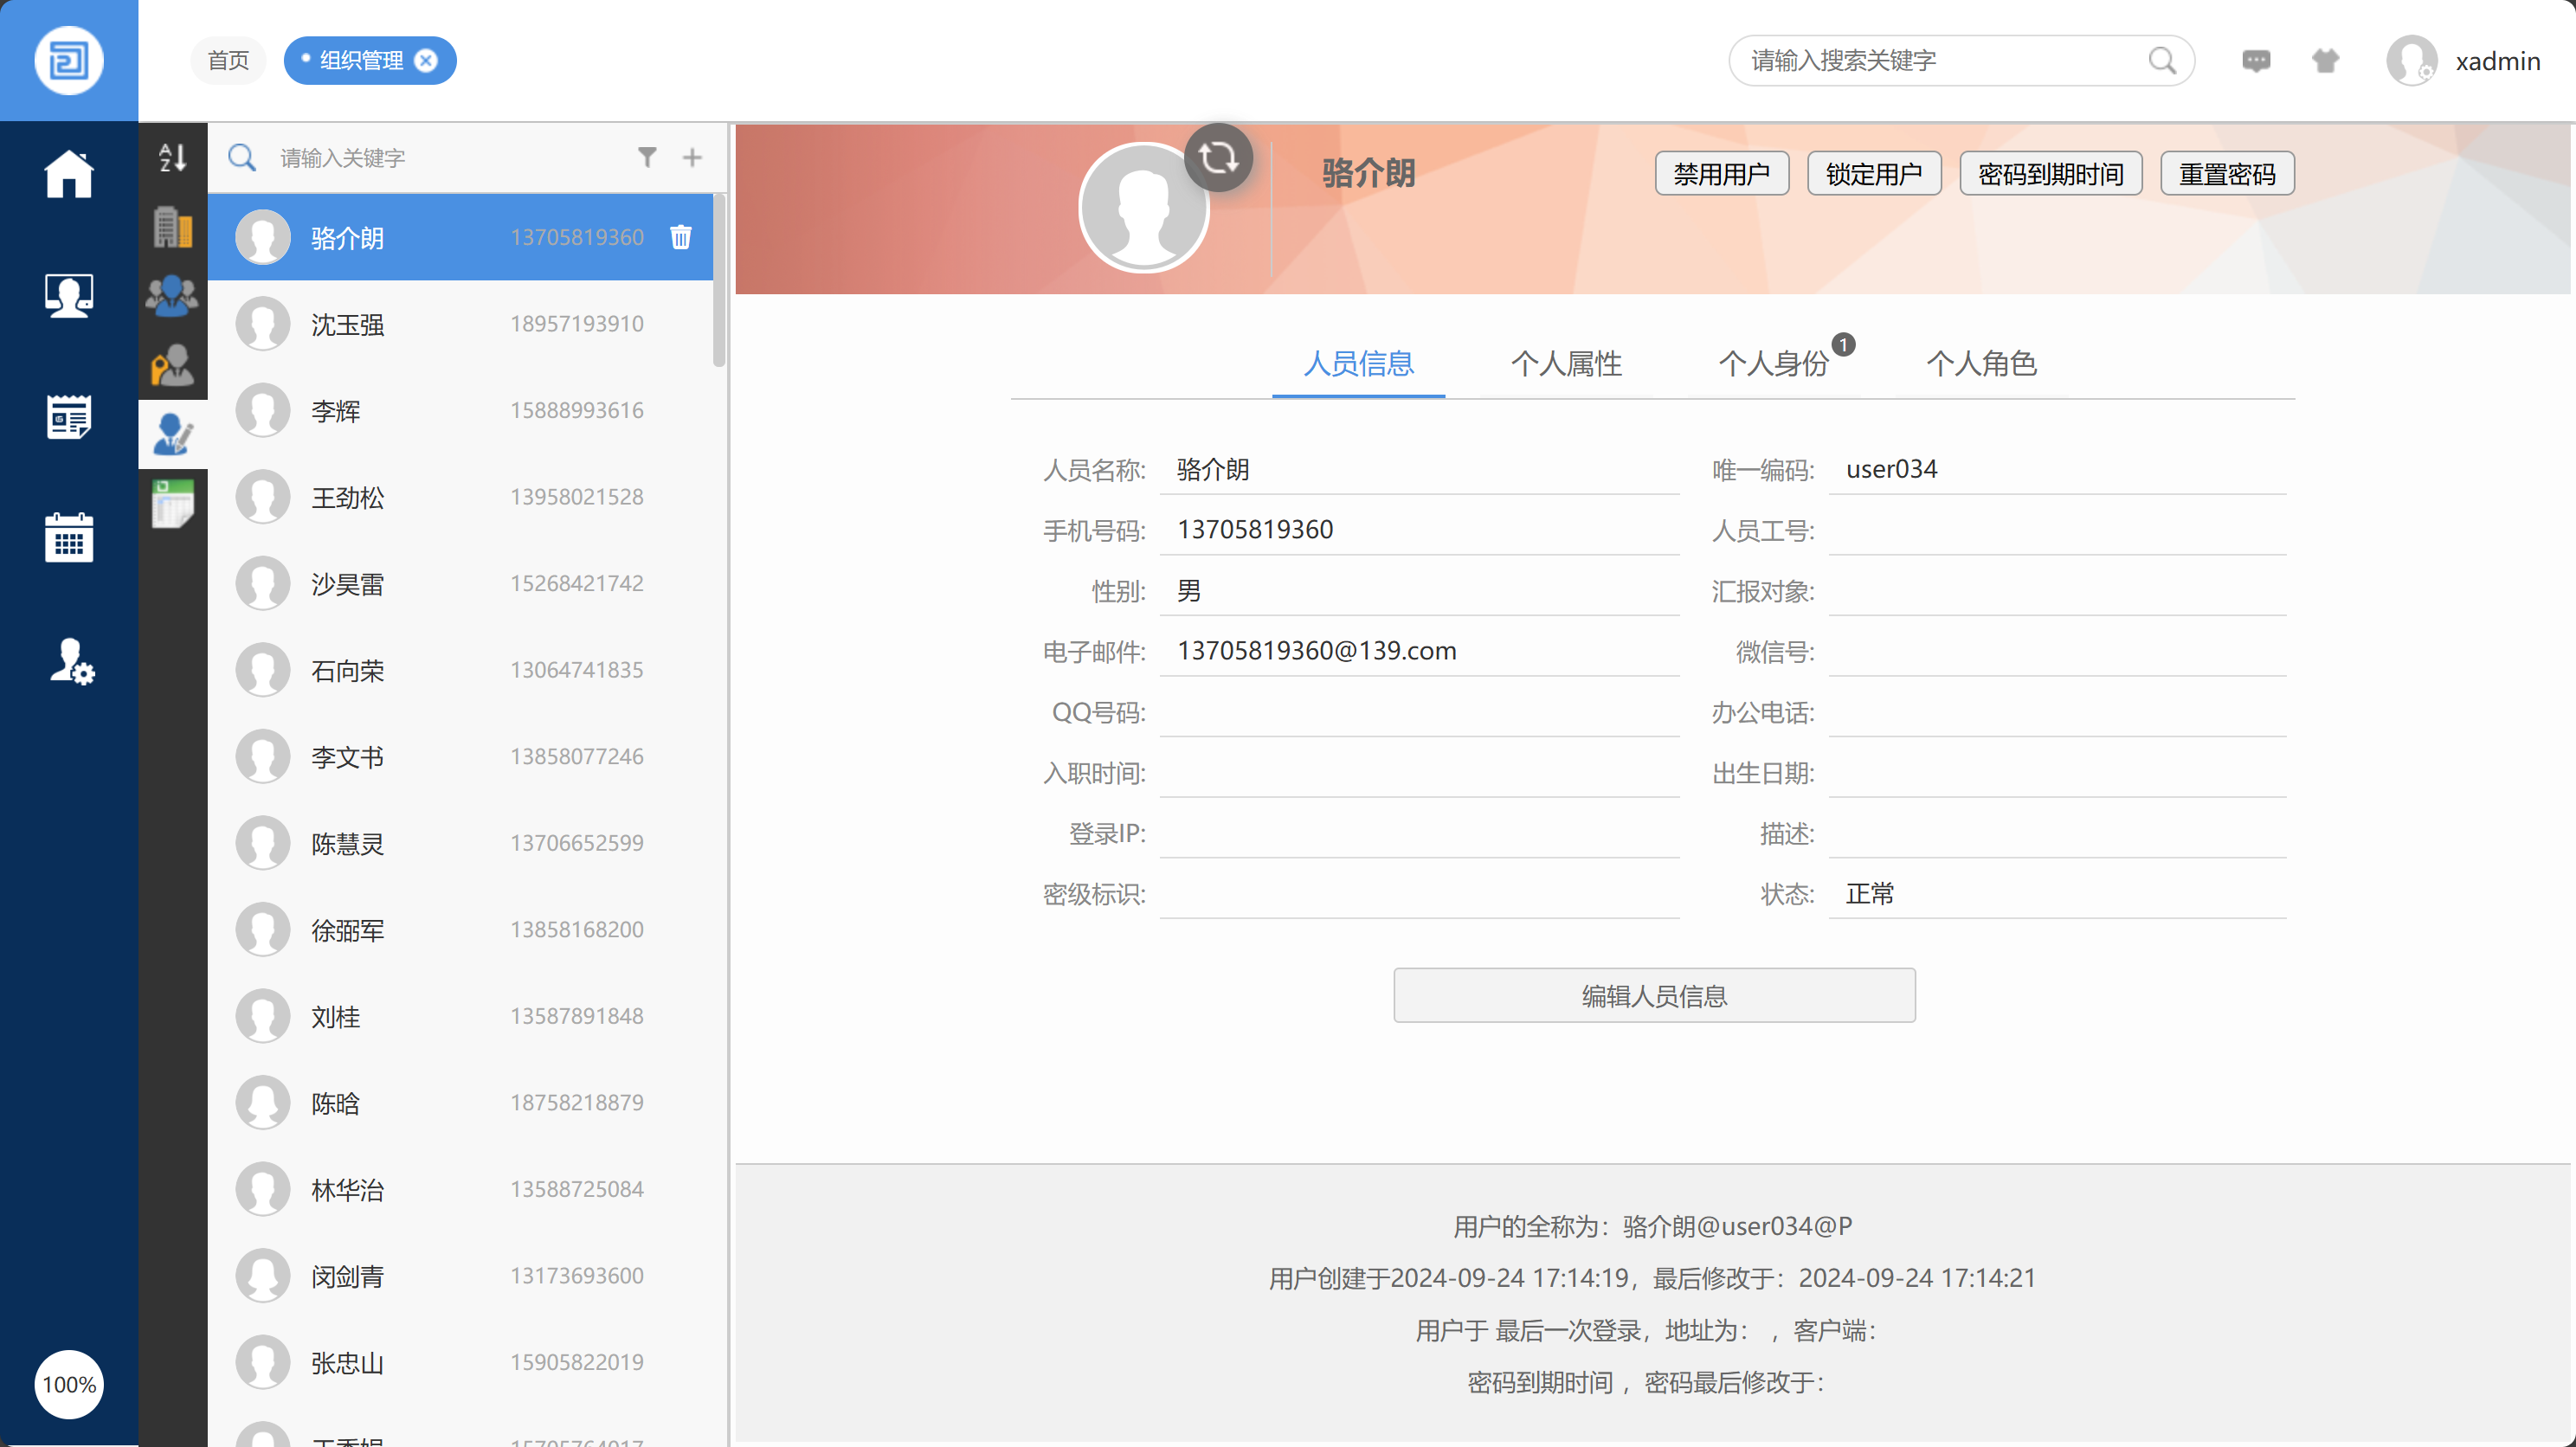 首页
组织管理
请输入搜索关键字
xadmin
请输入关键字
骆介朗 13705819360
沈玉强 18957193910
李辉 15888993616
王劲松 13958021528
沙昊雷 15268421742
石向荣 13064741835
李文书 13858077246
陈慧灵 13706652599
徐弼军 13858168200
刘桂 13587891848
陈晗 18758218879
林华治 13588725084
闵剑青 13173693600
张忠山 15905822019
100%
骆介朗
禁用用户 锁定用户 密码到期时间 重置密码
人员信息 个人属性 个人身份 1 个人角色
人员名称: 骆介朗 唯一编码: user034
手机号码: 13705819360 人员工号:
性别: 男 汇报对象:
电子邮件: 13705819360@139.com 微信号:
QQ号码: 办公电话:
入职时间: 出生日期:
登录IP: 描述:
密级标识: 状态: 正常
编辑人员信息
用户的全称为：骆介朗@user034@P
用户创建于2024-09-24 17:14:19，最后修改于：2024-09-24 17:14:21
用户于 最后一次登录，地址为： ，客户端：
密码到期时间 ，密码最后修改于：